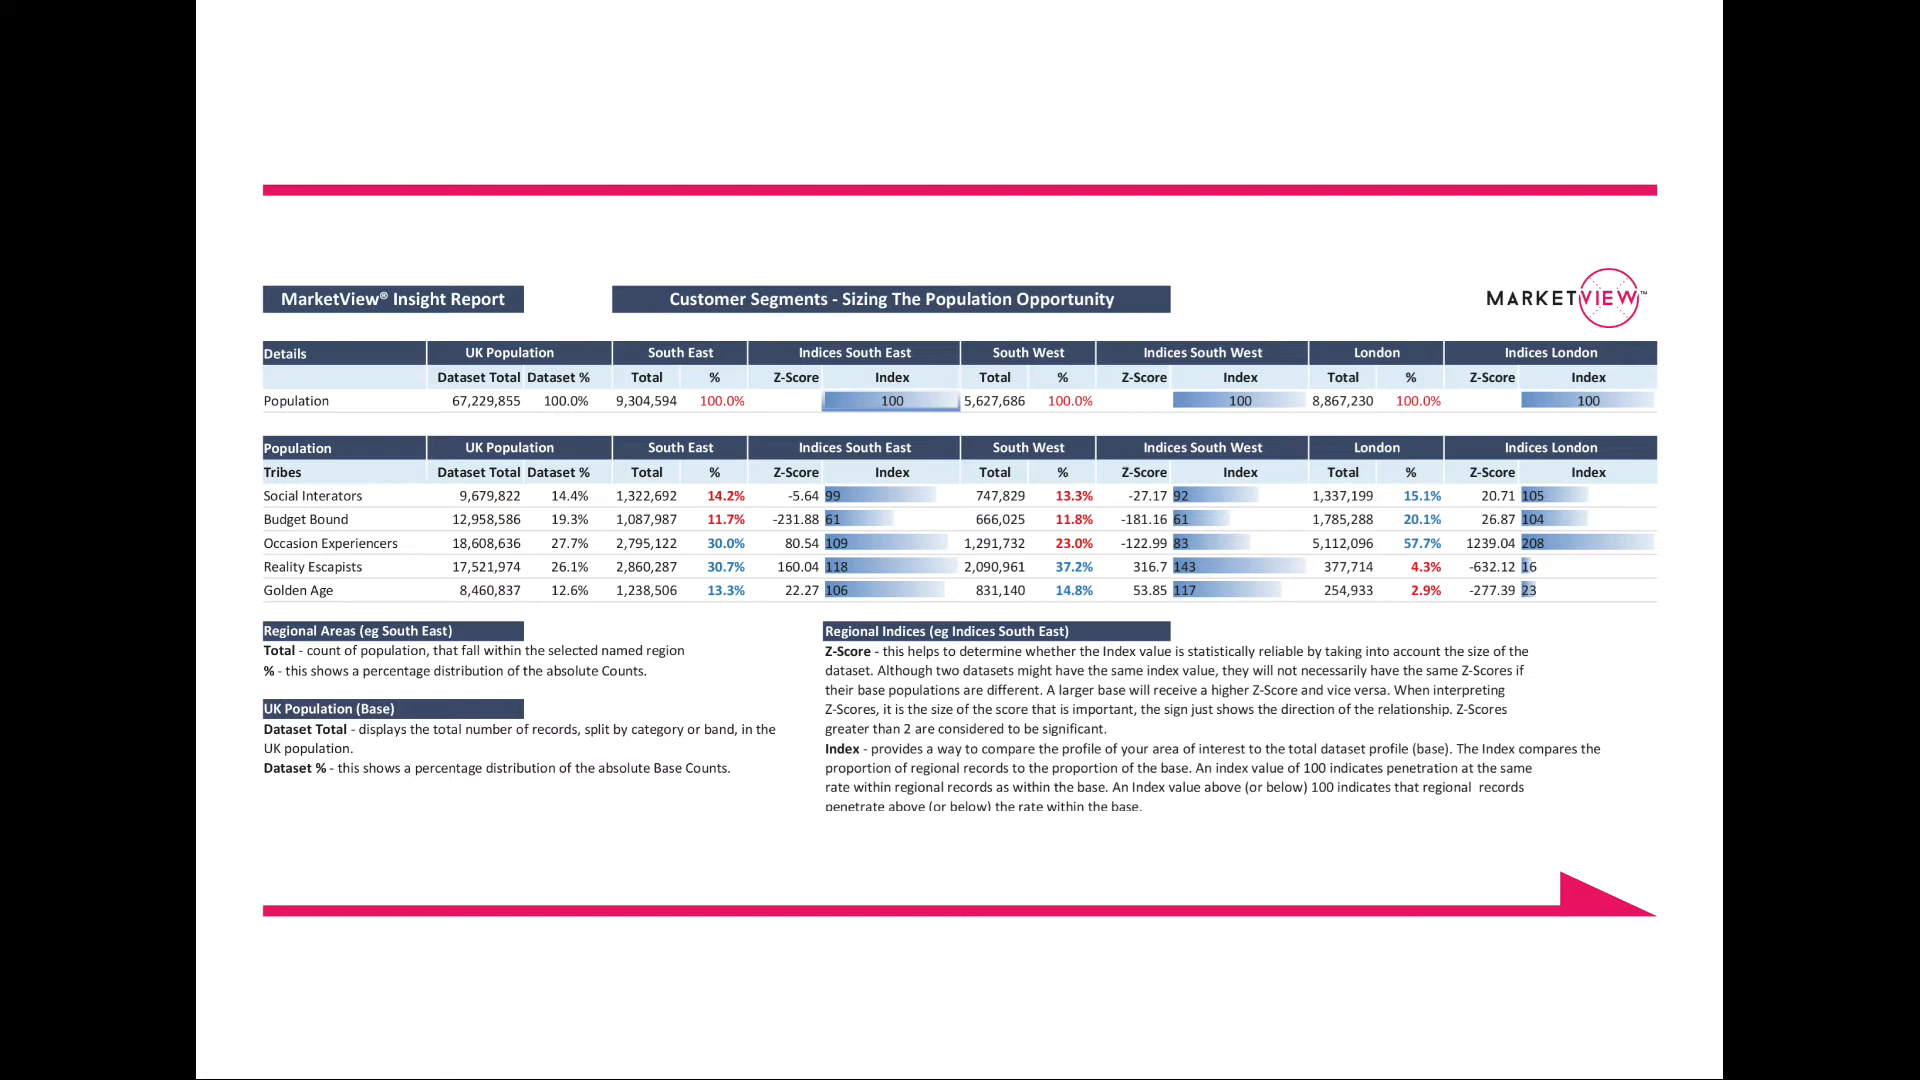 MarketView® Insight Report
Customer Segments - Sizing The Population Opportunity
MARKETVIEW™
Details UK Population South East Indices South East South West Indices South West London Indices London
Dataset Total Dataset % Total % Z-Score Index Total % Z-Score Index Total % Z-Score Index
Population 67,229,855 100.0% 9,304,594 100.0% 100 5,627,686 100.0% 100 8,867,230 100.0% 100
Population UK Population South East Indices South East South West Indices South West London Indices London
Tribes Dataset Total Dataset % Total % Z-Score Index Total % Z-Score Index Total % Z-Score Index
Social Interators 9,679,822 14.4% 1,322,692 14.2% -5.64 99 747,829 13.3% -27.17 92 1,337,199 15.1% 20.71 105
Budget Bound 12,958,586 19.3% 1,087,987 11.7% -231.88 61 666,025 11.8% -181.16 61 1,785,288 20.1% 26.87 104
Occasion Experiencers 18,608,636 27.7% 2,795,122 30.0% 80.54 109 1,291,732 23.0% -122.99 83 5,112,096 57.7% 1239.04 208
Reality Escapists 17,521,974 26.1% 2,860,287 30.7% 160.04 118 2,090,961 37.2% 316.7 143 377,714 4.3% -632.12 16
Golden Age 8,460,837 12.6% 1,238,506 13.3% 22.27 106 831,140 14.8% 53.85 117 254,933 2.9% -277.39 23
Regional Areas (eg South East)
Total - count of population, that fall within the selected named region
% - this shows a percentage distribution of the absolute Counts.
UK Population (Base)
Dataset Total - displays the total number of records, split by category or band, in the
UK population.
Dataset % - this shows a percentage distribution of the absolute Base Counts.
Regional Indices (eg Indices South East)
Z-Score - this helps to determine whether the Index value is statistically reliable by taking into account the size of the
dataset. Although two datasets might have the same index value, they will not necessarily have the same Z-Scores if
their base populations are different. A larger base will receive a higher Z-Score and vice versa. When interpreting
Z-Scores, it is the size of the score that is important, the sign just shows the direction of the relationship. Z-Scores
greater than 2 are considered to be significant.
Index - provides a way to compare the profile of your area of interest to the total dataset profile (base). The Index compares the
proportion of regional records to the proportion of the base. An index value of 100 indicates penetration at the same
rate within regional records as within the base. An Index value above (or below) 100 indicates that regional records
penetrate above (or below) the rate within the base.